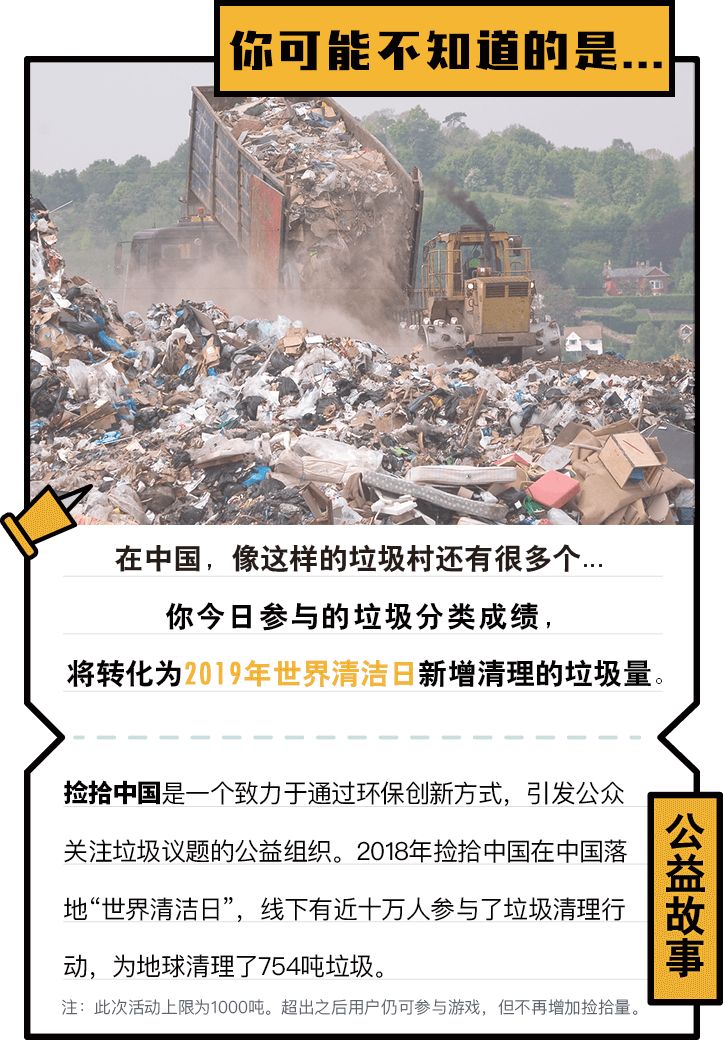 你可能不知道的是...
在中国，像这样的垃圾村还有很多个...
你今日参与的垃圾分类成绩，
将转化为2019年世界清洁日新增清理的垃圾量。
捡拾中国是一个致力于通过环保创新方式，引发公众
关注垃圾议题的公益组织。2018年捡拾中国在中国落
地“世界清洁日”，线下有近十万人参与了垃圾清理行
动，为地球清理了754吨垃圾。
公益故事
注：此次活动上限为1000吨。超出之后用户仍可参与游戏，但不再增加捡拾量。